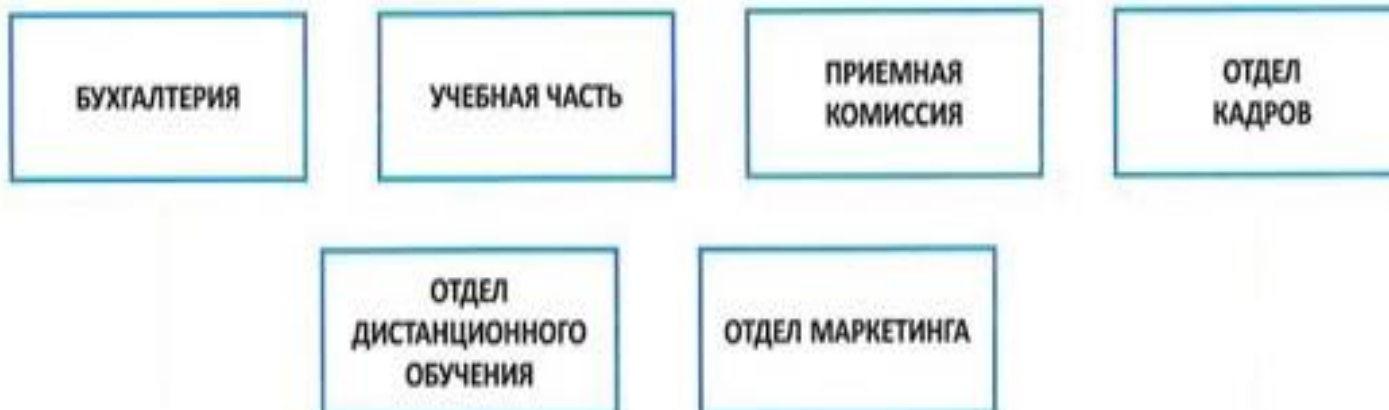 БУХГАЛТЕРИЯ
УЧЕБНАЯ ЧАСТЬ
ПРИЕМНАЯ
КОМИССИЯ
ОТДЕЛ
КАДРОВ
ОТДЕЛ
ДИСТАНЦИОННОГО
ОБУЧЕНИЯ
ОТДЕЛ МАРКЕТИНГА